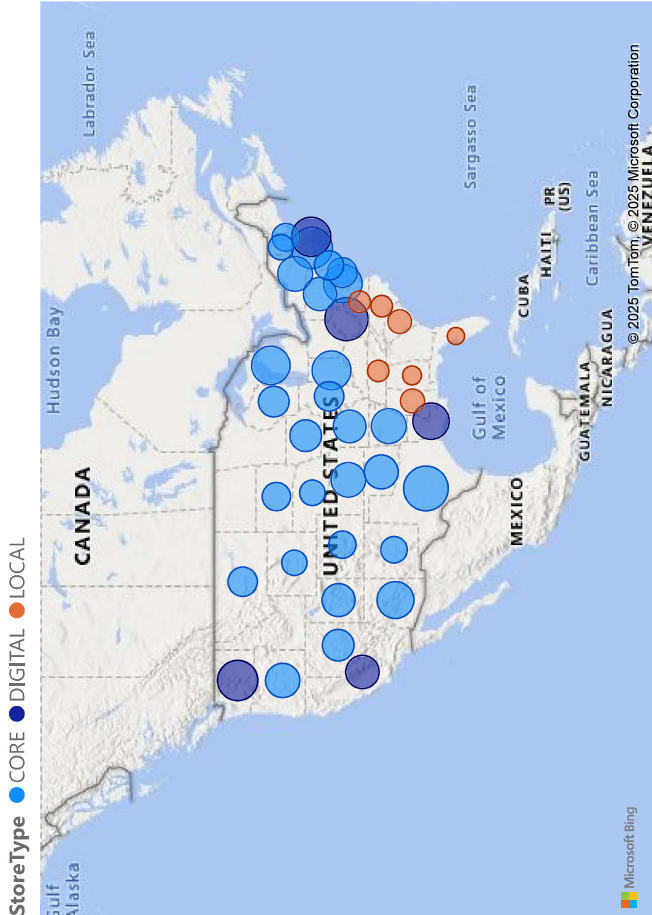 StoreType CORE DIGITAL LOCAL
Gulf
Alaska
CANADA
Hudson Bay
Labrador Sea
UNITED STATES
Sargasso Sea
Gulf of
Mexico
MEXICO
CUBA
HAITI
PR
(US)
Caribbean Sea
GUATEMALA
NICARAGUA
VENEZUELA
Microsoft Bing
© 2025 TomTom, © 2025 Microsoft Corporation